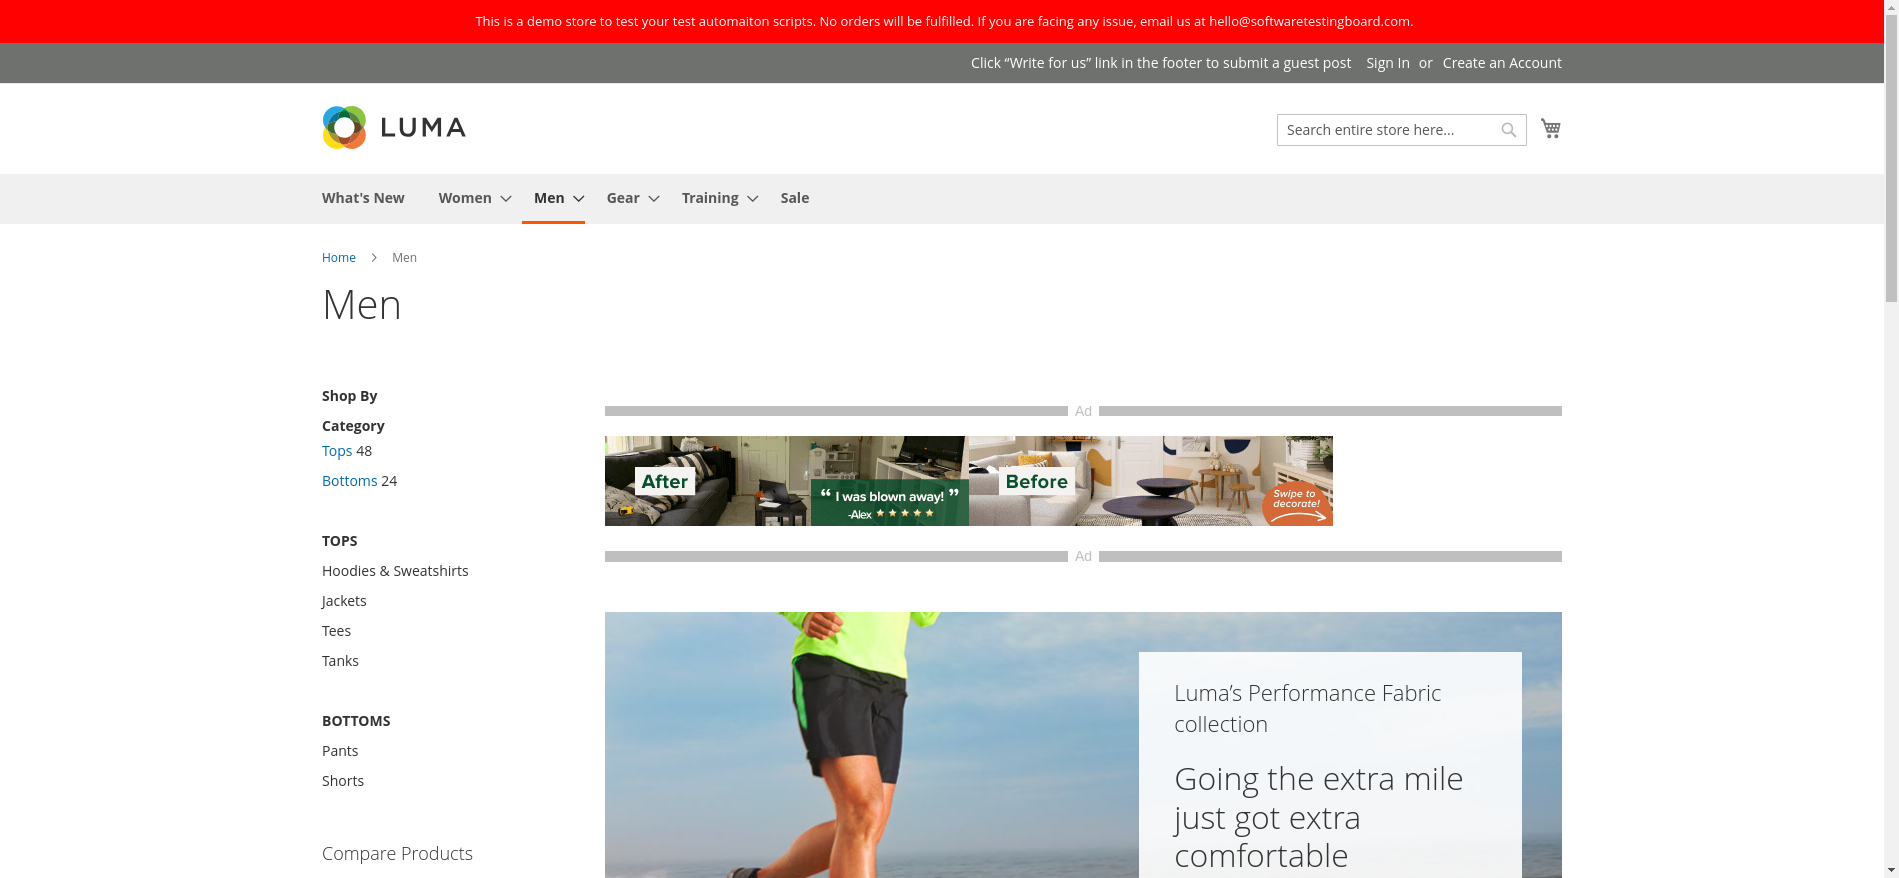 This is a demo store to test your test automaiton scripts. No orders will be fulfilled. If you are facing any issue, email us at hello@softwaretestingboard.com.
Click “Write for us” link in the footer to submit a guest post Sign In or Create an Account
LUMA
Search entire store here...
What's New Women Men Gear Training Sale
Home Men
Men
Shop By
Category
Tops 48
Bottoms 24
TOPS
Hoodies & Sweatshirts
Jackets
Tees
Tanks
BOTTOMS
Pants
Shorts
Compare Products
Ad
After
“ I was blown away! ”
-Alex
Before
Swipe to
decorate!
Ad
Luma’s Performance Fabric
collection
Going the extra mile
just got extra
comfortable